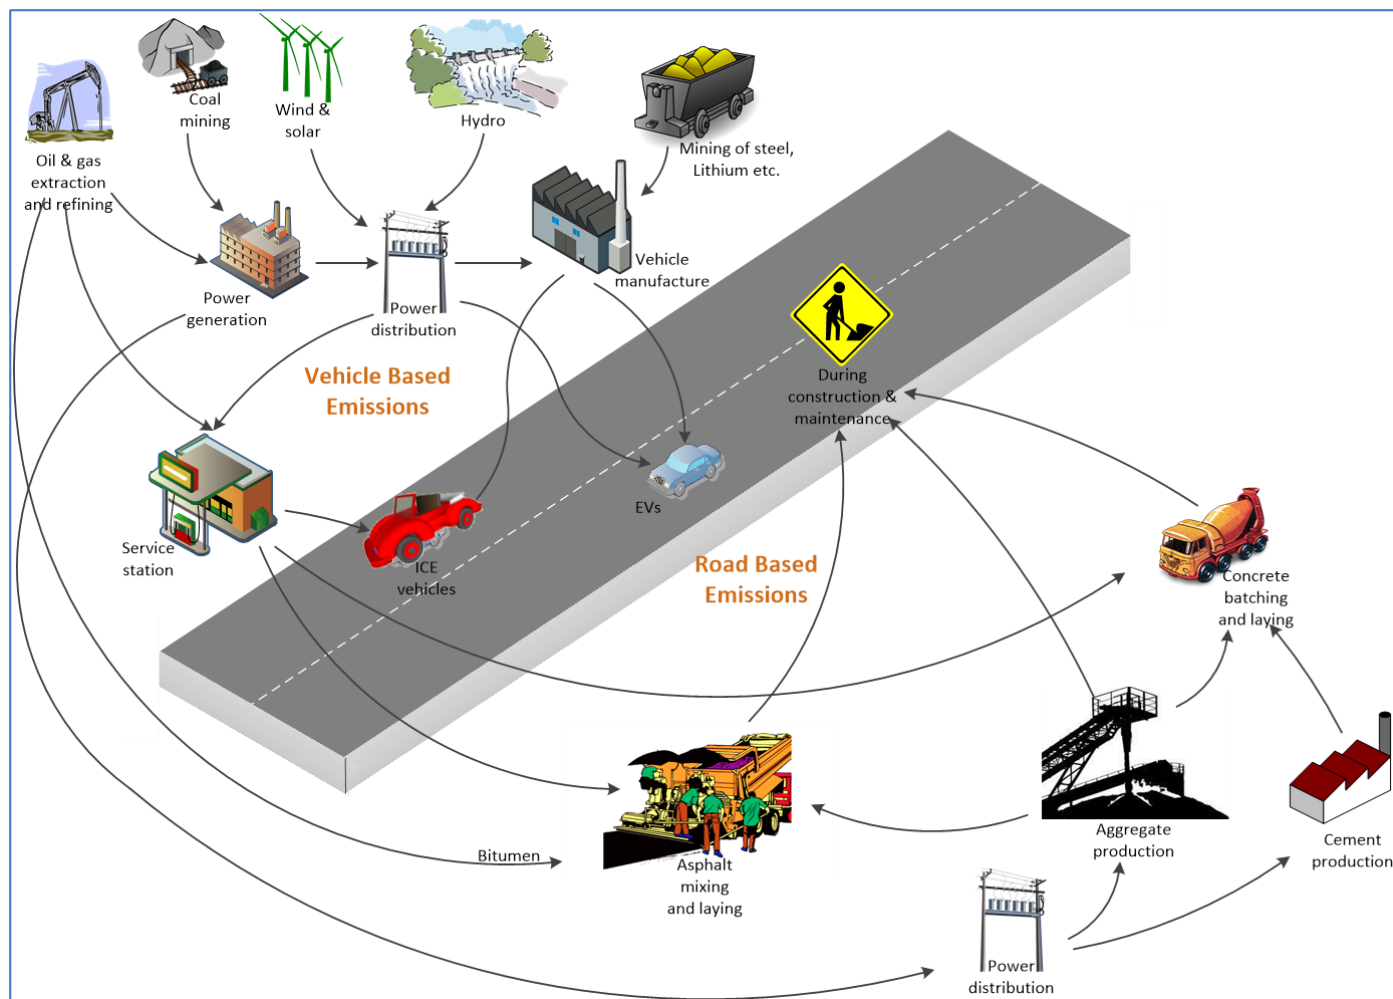 Coal
mining
Wind &
solar
Hydro
Mining of steel,
Lithium etc.
Oil & gas
extraction
and refining
Power
generation
Power
distribution
Vehicle
manufacture
Vehicle Based
Emissions
During
construction &
maintenance
EVs
Service
station
ICE
vehicles
Road Based
Emissions
Concrete
batching
and laying
Bitumen
Asphalt
mixing
and laying
Aggregate
production
Cement
production
Power
distribution